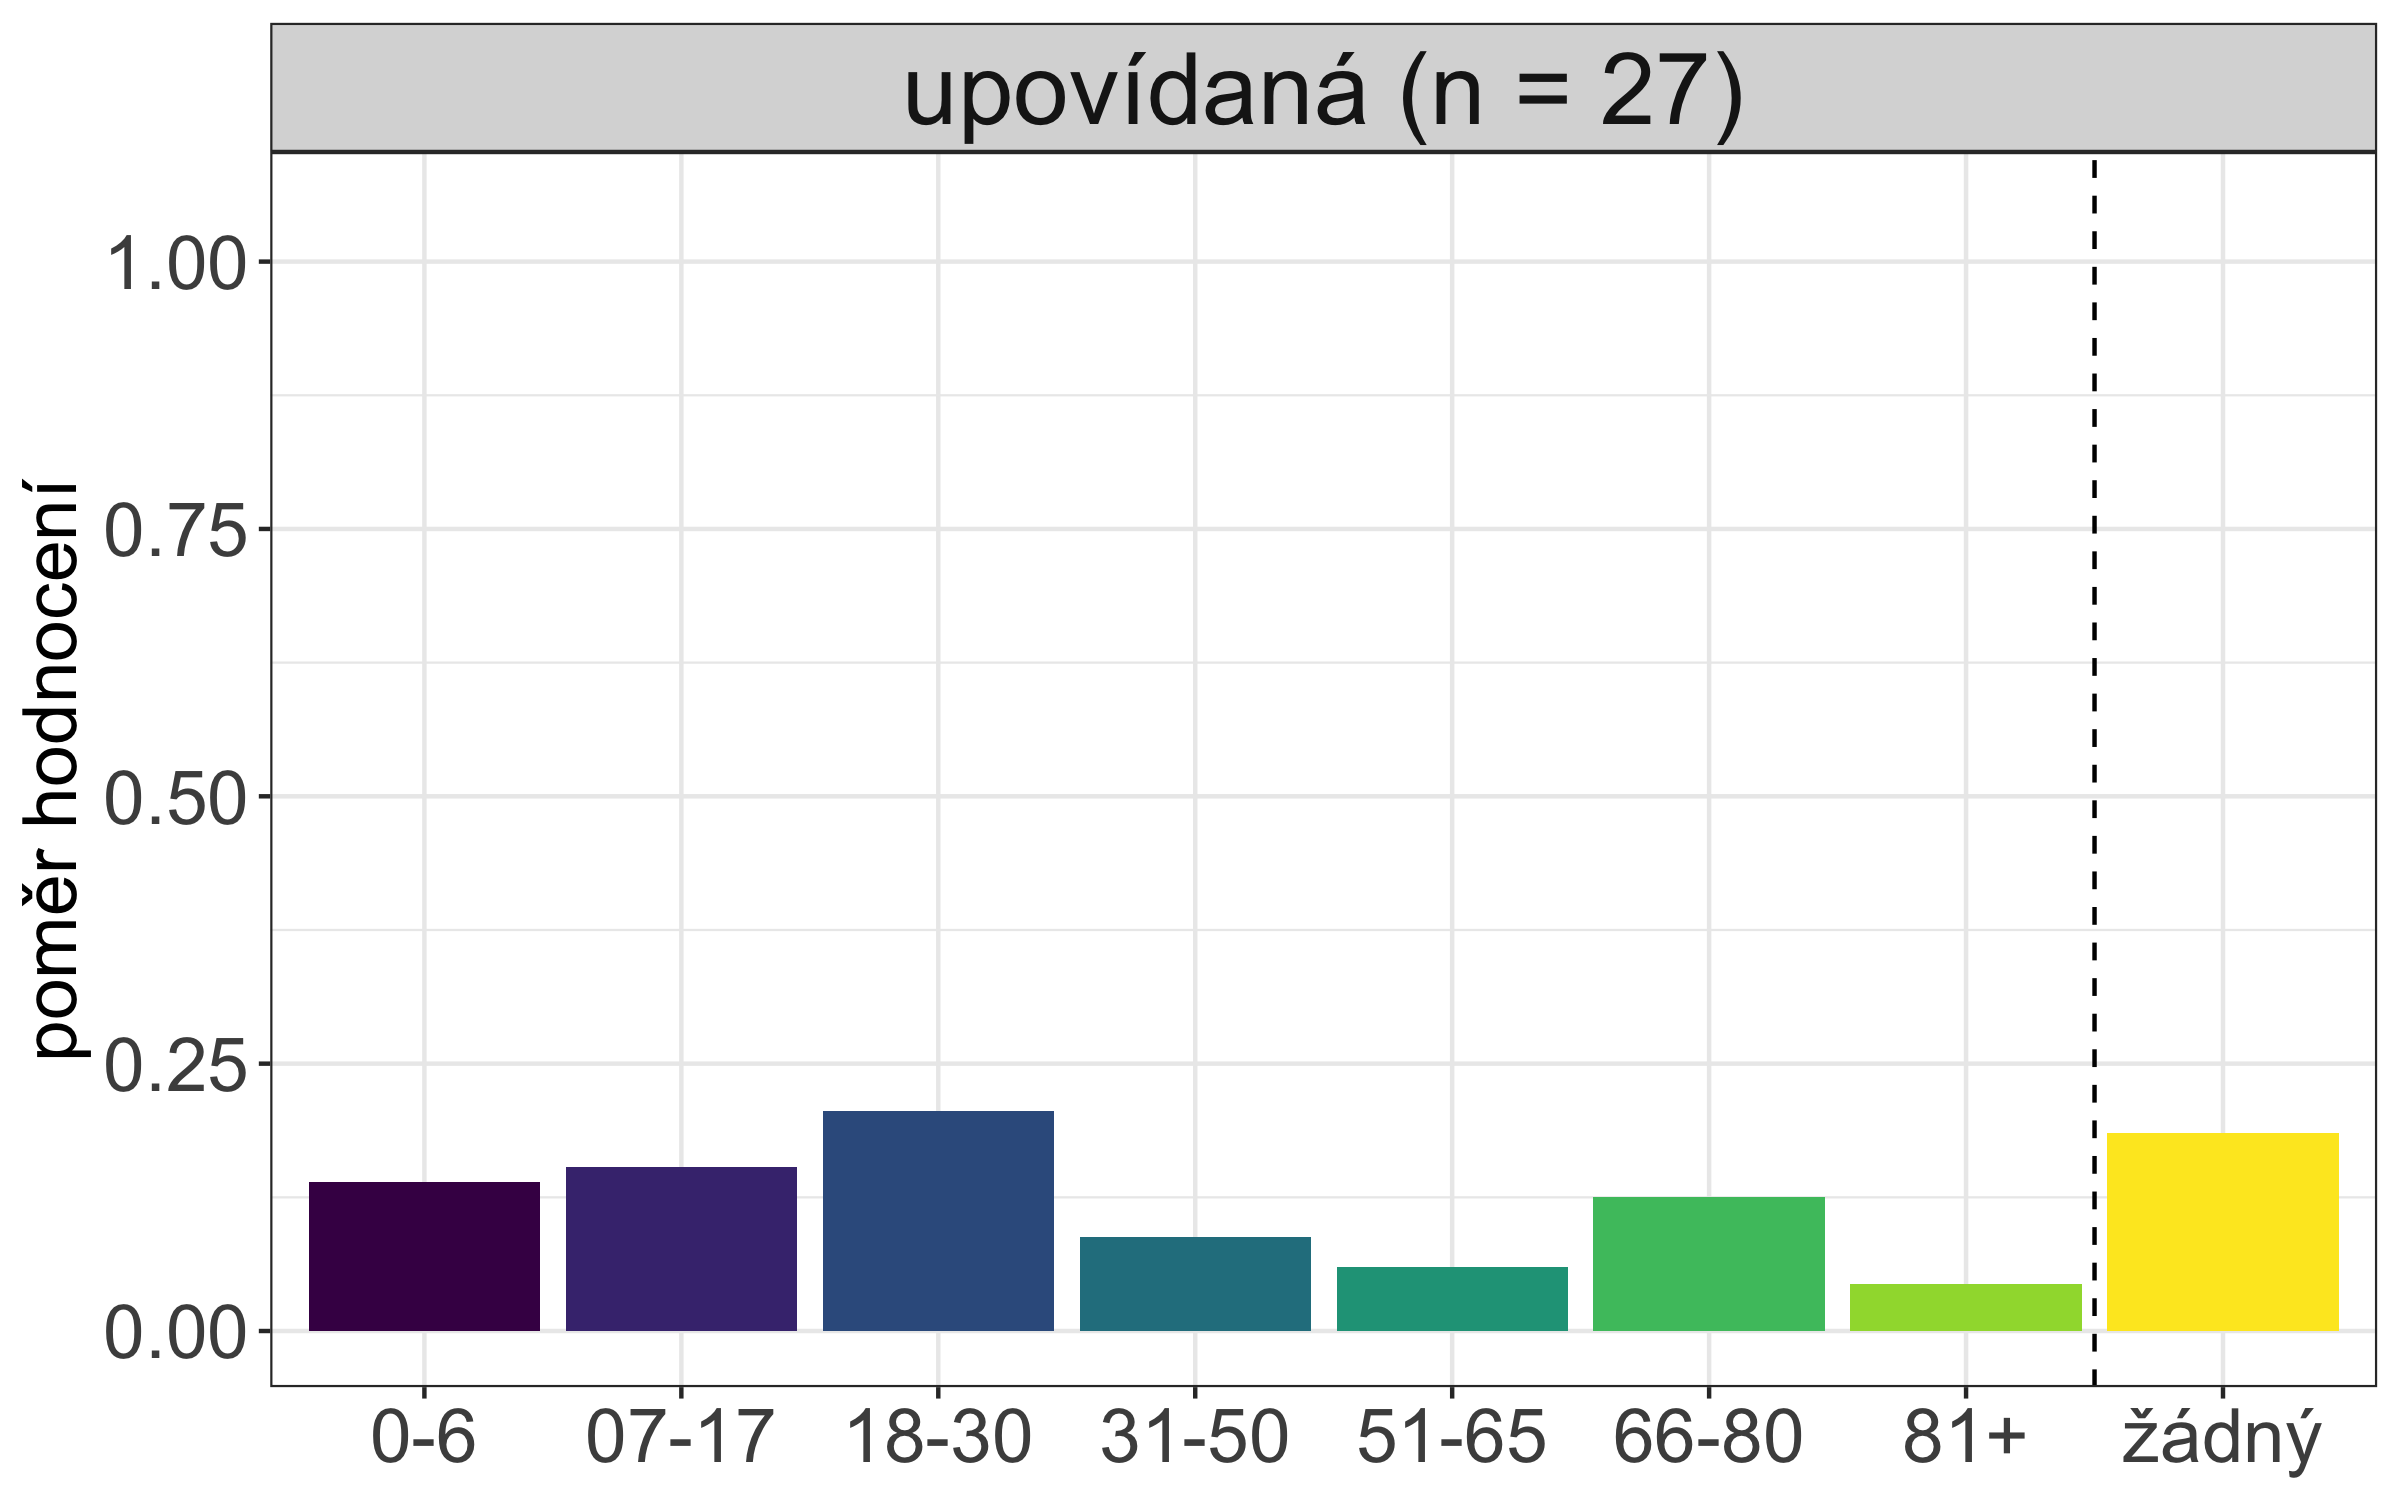 upovídaná (n = 27)
poměr hodnocení
1.00
0.75
0.50
0.25
0.00
0-6 07-17 18-30 31-50 51-65 66-80 81+ žádný